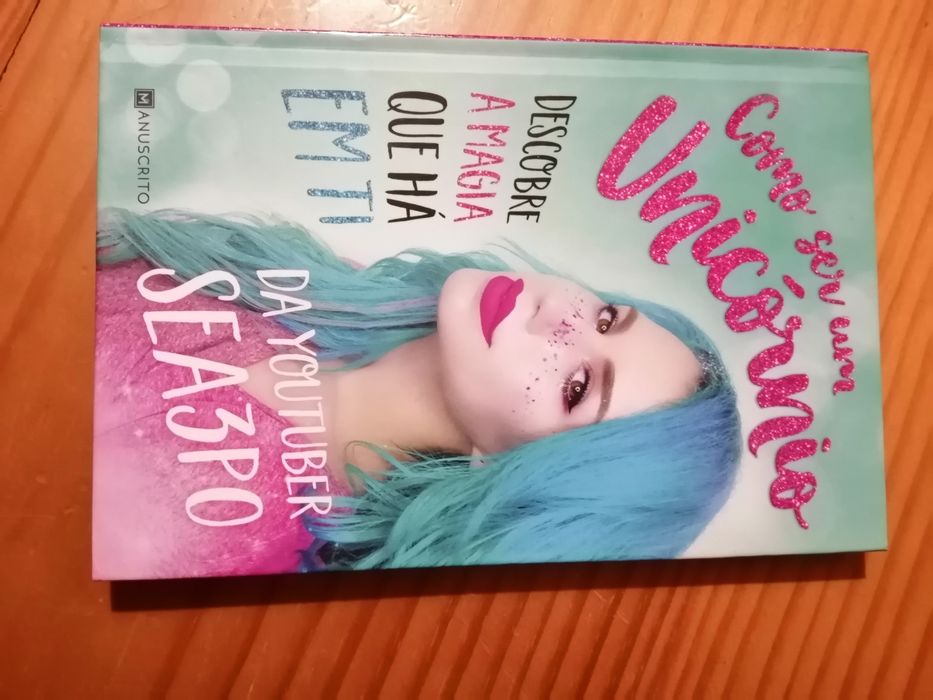 Como ser um
Unicórnio
DESCOBRE
A MAGIA
QUE HÁ
EM TI
DA YOUTUBER
SEA3PO
MANUSCRITO